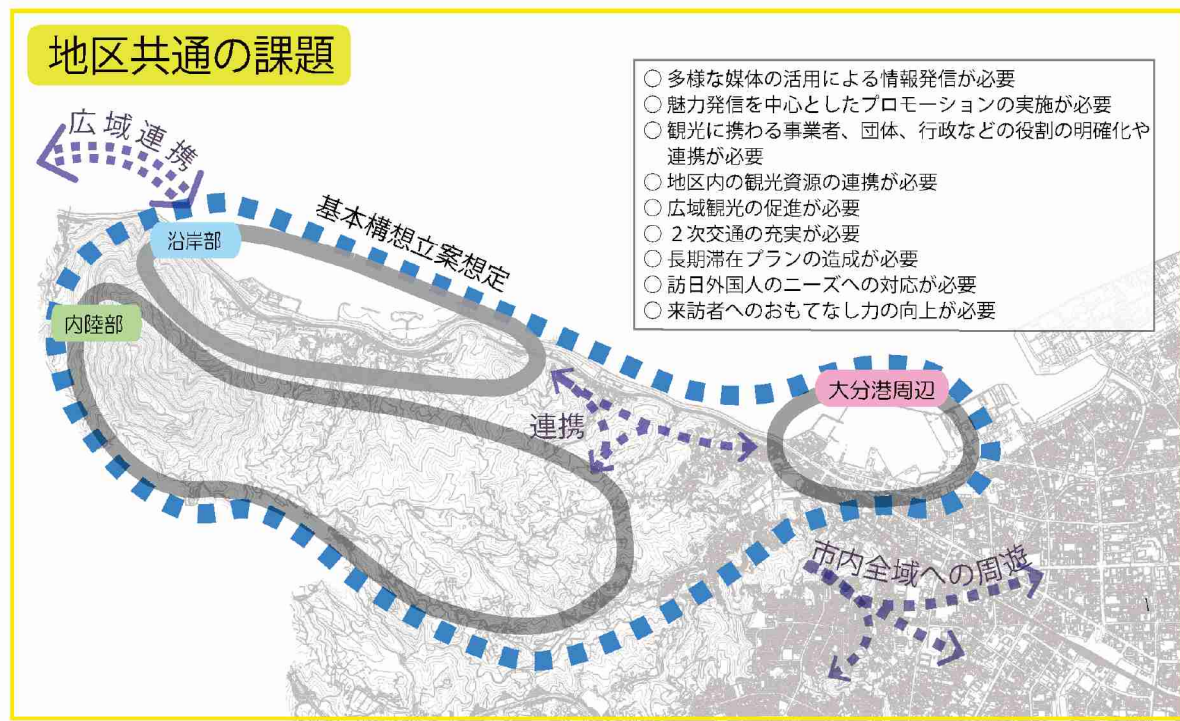 地区共通の課題
○ 多様な媒体の活用による情報発信が必要
○ 魅力発信を中心としたプロモーションの実施が必要
○ 観光に携わる事業者、団体、行政などの役割の明確化や
連携が必要
○ 地区内の観光資源の連携が必要
○ 広域観光の促進が必要
○ 2次交通の充実が必要
○ 長期滞在プランの造成が必要
○ 訪日外国人のニーズへの対応が必要
○ 来訪者へのおもてなし力の向上が必要
広域連携
沿岸部
基本構想立案想定
内陸部
大分港周辺
連携
市内全域への周遊
1